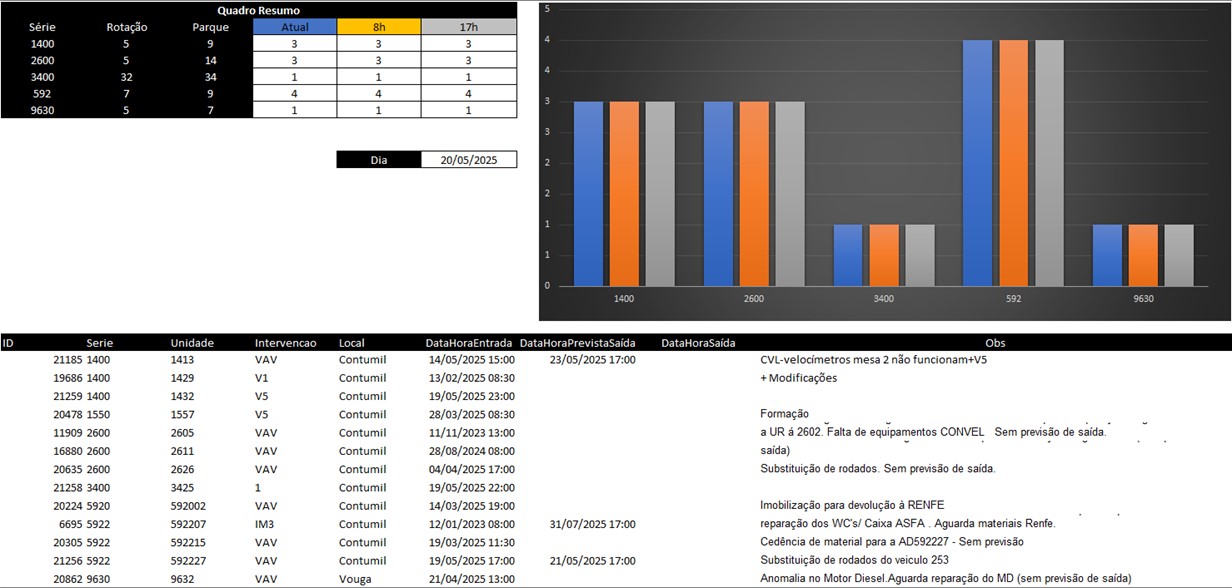 Quadro Resumo
Série Rotação Parque Atual 8h 17h
1400 5 9 3 3 3
2600 5 14 3 3 3
3400 32 34 1 1 1
592 7 9 4 4 4
9630 5 7 1 1 1
Dia 20/05/2025
5
4
4
3
3
2
2
1
1
0
1400 2600 3400 592 9630
ID Serie Unidade Intervencao Local DataHoraEntrada DataHoraPrevistaSaída DataHoraSaída Obs
21185 1400 1413 VAV Contumil 14/05/2025 15:00 23/05/2025 17:00 CVL-velocímetros mesa 2 não funcionam+V5
19686 1400 1429 V1 Contumil 13/02/2025 08:30 + Modificações
21259 1400 1432 V5 Contumil 19/05/2025 23:00
20478 1550 1557 V5 Contumil 28/03/2025 08:30 Formação
11909 2600 2605 VAV Contumil 11/11/2023 13:00 a UR á 2602. Falta de equipamentos CONVEL Sem previsão de saída.
16880 2600 2611 VAV Contumil 28/08/2024 08:00 saída)
20635 2600 2626 VAV Contumil 04/04/2025 17:00 Substituição de rodados. Sem previsão de saída.
21258 3400 3425 1 Contumil 19/05/2025 22:00
20224 5920 592002 VAV Contumil 14/03/2025 19:00 Imobilização para devolução à RENFE
6695 5922 592207 IM3 Contumil 12/01/2023 08:00 31/07/2025 17:00 reparação dos WC's/ Caixa ASFA . Aguarda materiais Renfe.
20305 5922 592215 VAV Contumil 19/03/2025 11:30 Cedência de material para a AD592227 - Sem previsão
21256 5922 592227 VAV Contumil 19/05/2025 17:00 21/05/2025 17:00 Substituição de rodados do veiculo 253
20862 9630 9632 VAV Vouga 21/04/2025 13:00 Anomalia no Motor Diesel.Aguarda reparação do MD (sem previsão de saída)